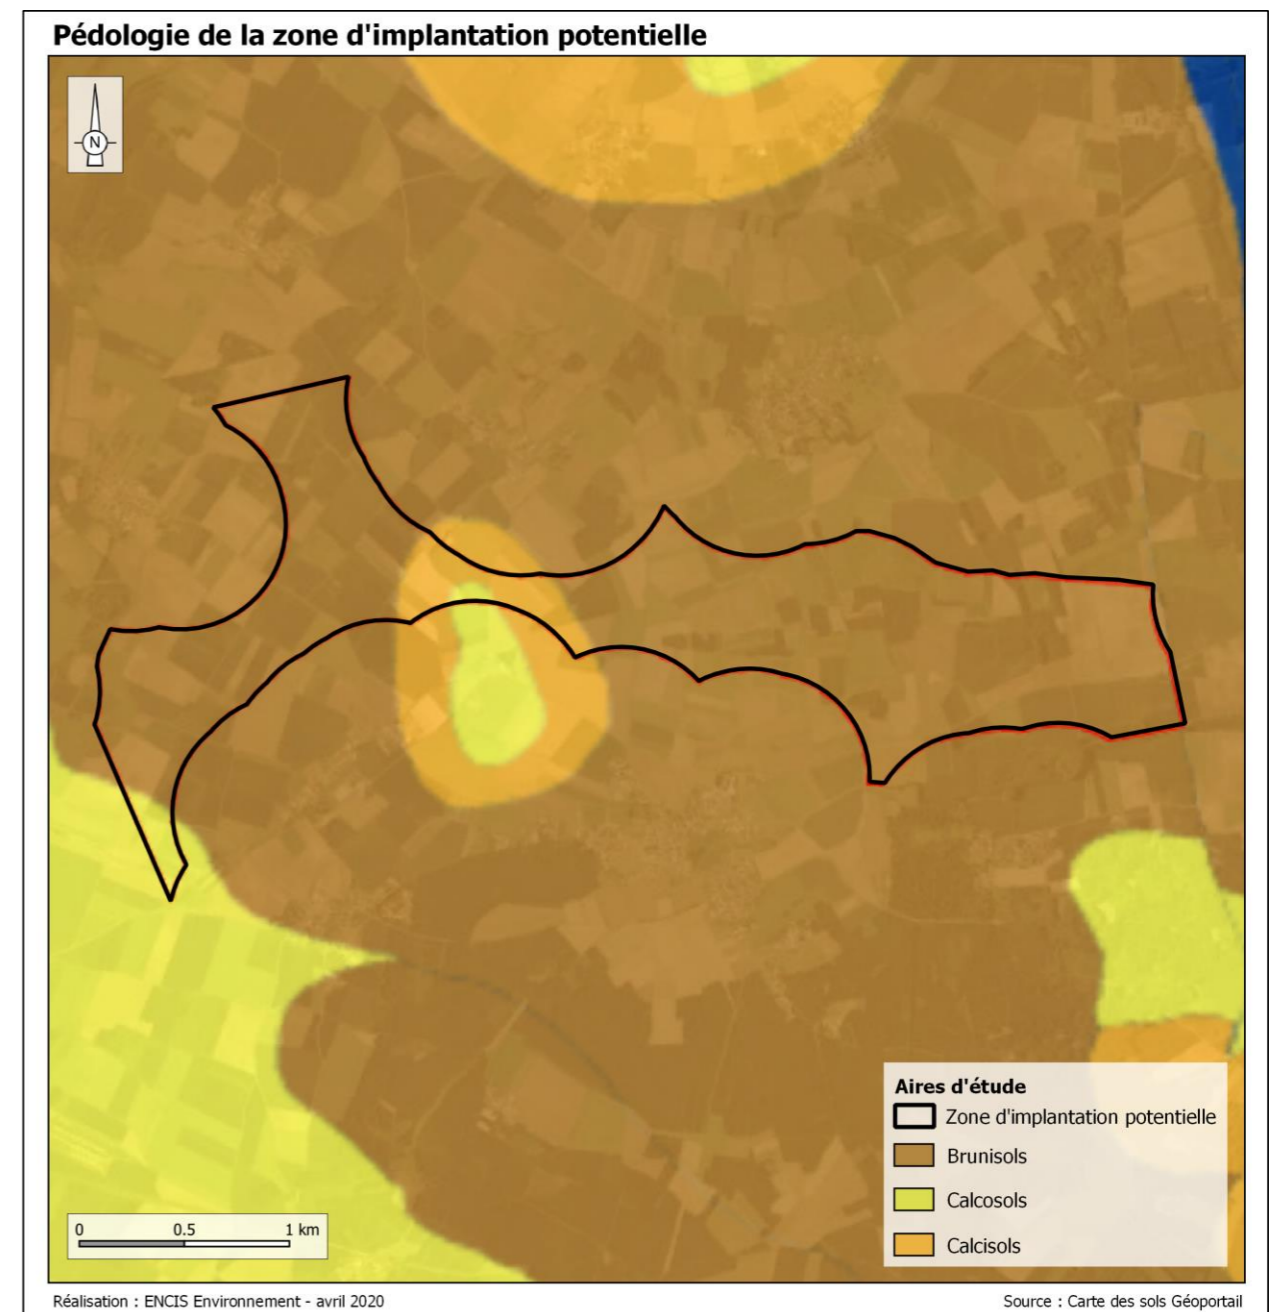 Pédologie de la zone d'implantation potentielle
N
Aires d'étude
Zone d'implantation potentielle
Brunisols
Calcosols
Calcisols
0 0.5 1 km
Réalisation : ENCIS Environnement - avril 2020
Source : Carte des sols Géoportail